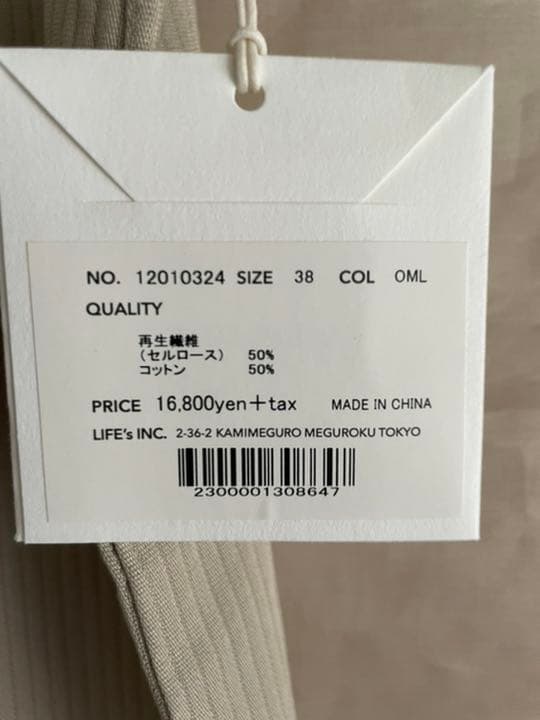 NO. 12010324 SIZE 38 COL OML
QUALITY
再生繊維
(セルロース) 50%
コットン 50%
PRICE 16,800yen+tax MADE IN CHINA
LIFE's INC. 2-36-2 KAMIMEGURO MEGUROKU TOKYO
2300001308647